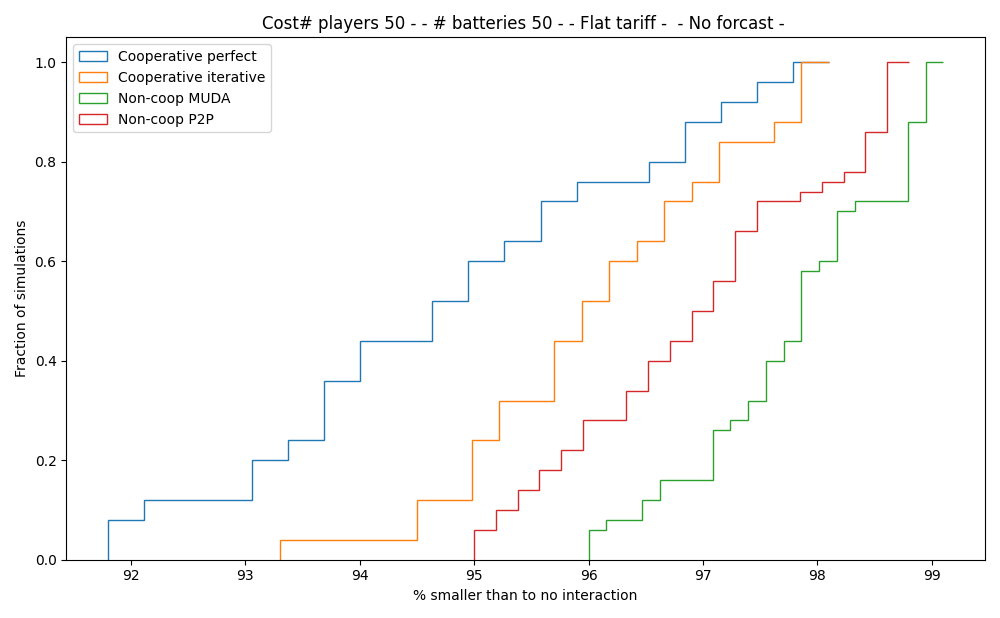 Cost# players 50 - - # batteries 50 - - Flat tariff -  - No forcast -
Cooperative perfect
Cooperative iterative
Non-coop MUDA
Non-coop P2P
Fraction of simulations
1.0
0.8
0.6
0.4
0.2
0.0
92 93 94 95 96 97 98 99
% smaller than to no interaction